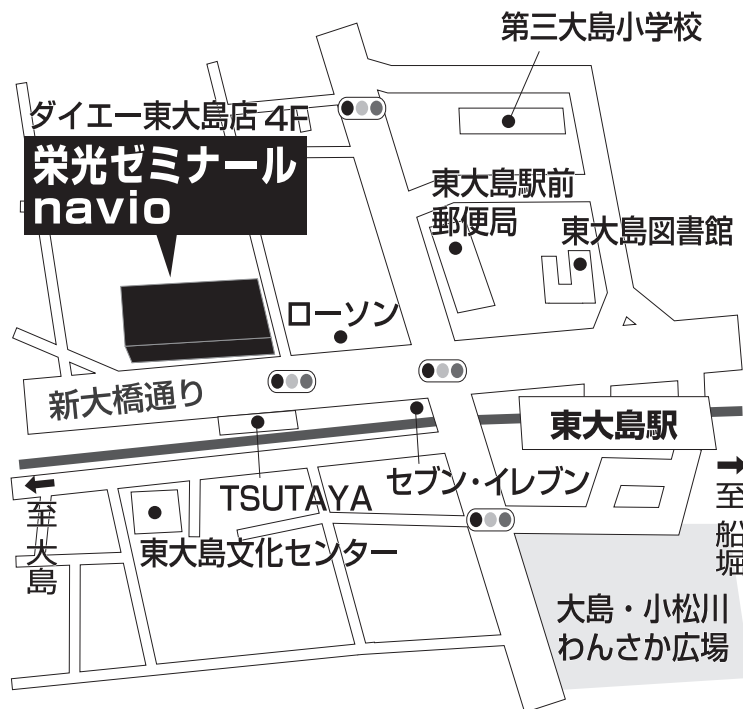 第三大島小学校
ダイエー東大島店 4F
栄光ゼミナール
navio
東大島駅前
郵便局
東大島図書館
ローソン
新大橋通り
東大島駅
TSUTAYA
セブン・イレブン
至 大島
至 船堀
東大島文化センター
大島・小松川
わんさか広場